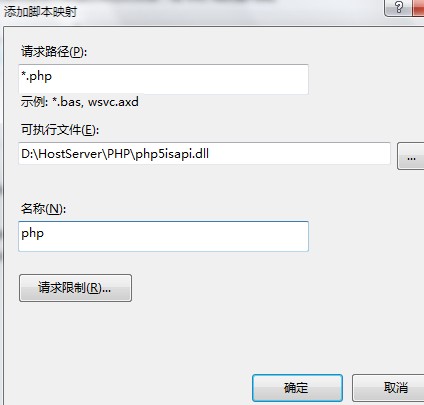 添加脚本映射
请求路径(P):
*.php
示例: *.bas, wsvc.axd
可执行文件(E):
D:\HostServer\PHP\php5isapi.dll
...
名称(N):
php
请求限制(R)...
确定
取消